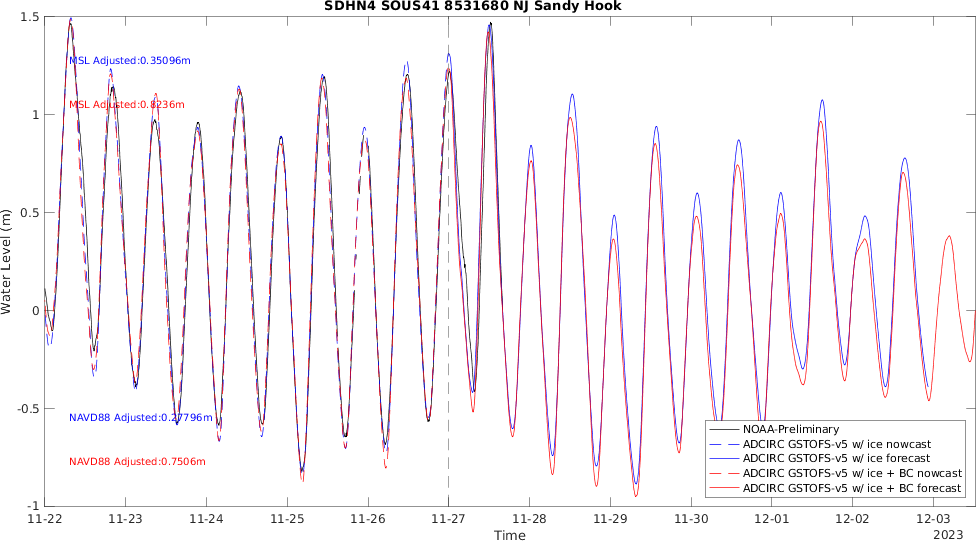 SDHN4 SOUS41 8531680 NJ Sandy Hook
1.5
1
0.5
0
-0.5
-1
Water Level (m)
MSL Adjusted:0.35096m
MSL Adjusted:0.8236m
NAVD88 Adjusted:0.27796m
NAVD88 Adjusted:0.7506m
NOAA-Preliminary
ADCIRC GSTOFS-v5 w/ ice nowcast
ADCIRC GSTOFS-v5 w/ ice forecast
ADCIRC GSTOFS-v5 w/ ice + BC nowcast
ADCIRC GSTOFS-v5 w/ ice + BC forecast
11-22 11-23 11-24 11-25 11-26 11-27 11-28 11-29 11-30 12-01 12-02 12-03
Time
2023